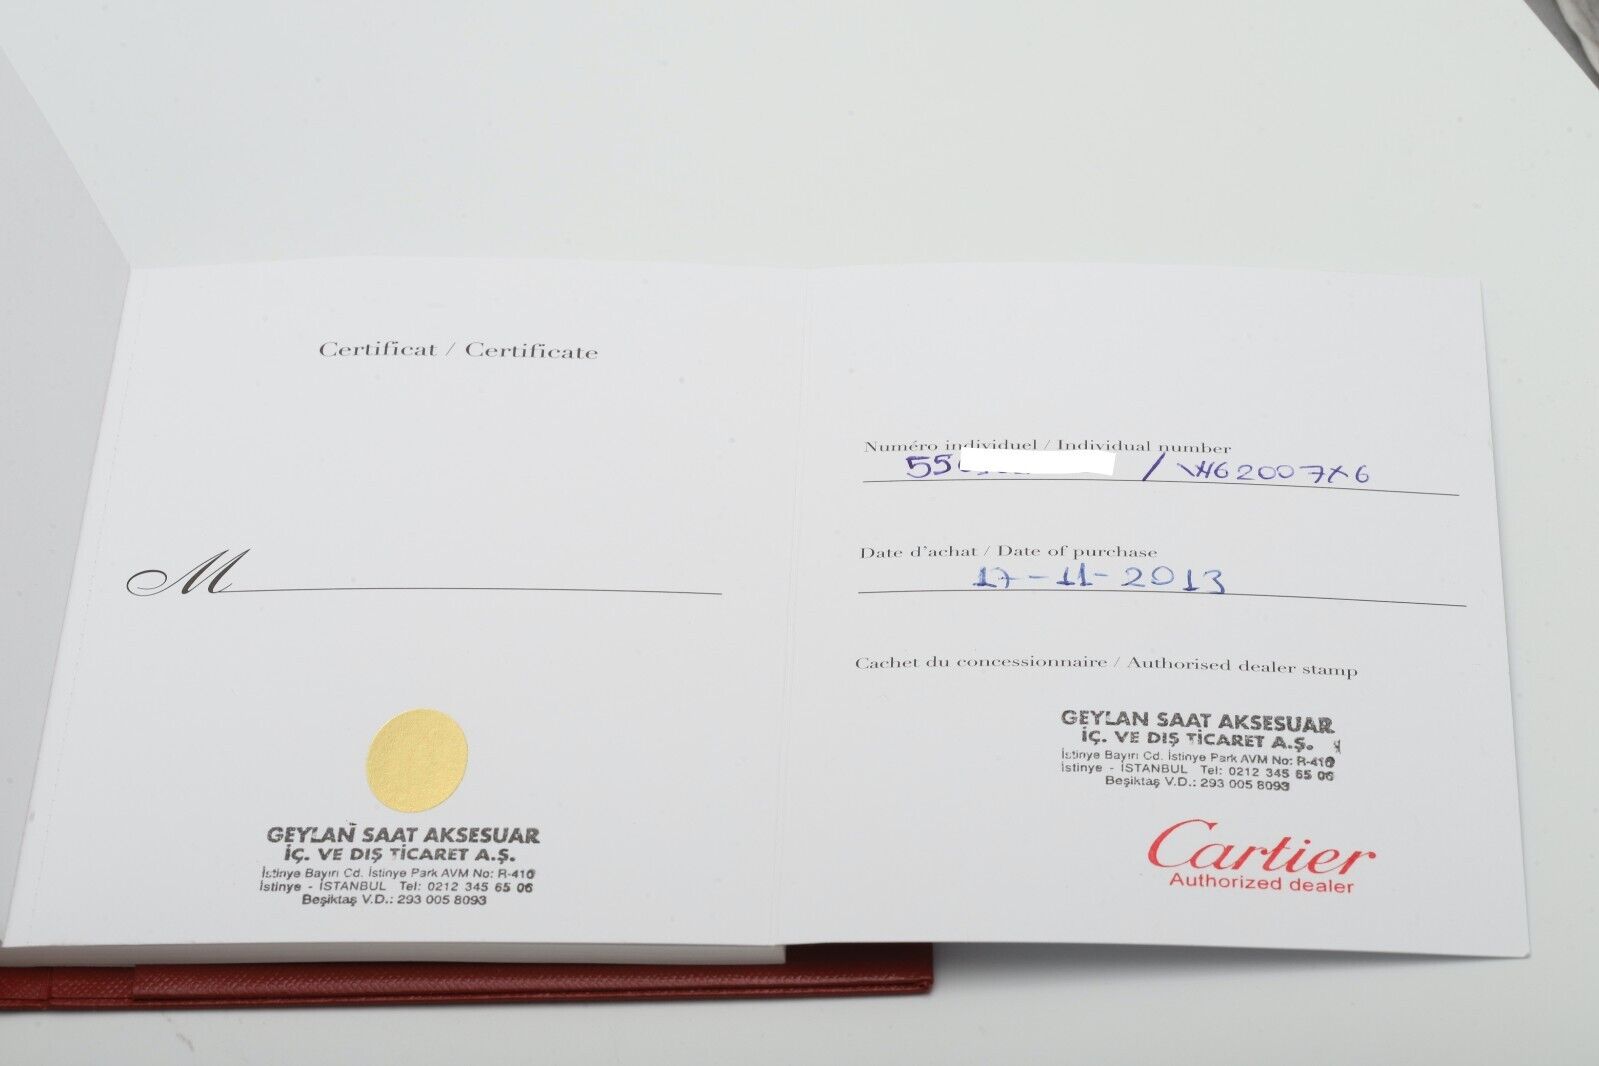 Certificat / Certificate
M
GEYLAN SAAT AKSESUAR
İÇ. VE DIŞ TİCARET A.Ş.
İstinye Bayırı Cd. İstinye Park AVM No: R-410
İstinye - İSTANBUL Tel: 0212 345 65 06
Beşiktaş V.D.: 293 005 8093
Numéro individuel / Individual number
/ WG2007X6
Date d'achat / Date of purchase
17-11-2013
Cachet du concessionnaire / Authorised dealer stamp
GEYLAN SAAT AKSESUAR
İÇ. VE DIŞ TİCARET A.Ş.
İstinye Bayırı Cd. İstinye Park AVM No: R-410
İstinye - İSTANBUL Tel: 0212 345 65 06
Beşiktaş V.D.: 293 005 8093
Cartier
Authorized dealer